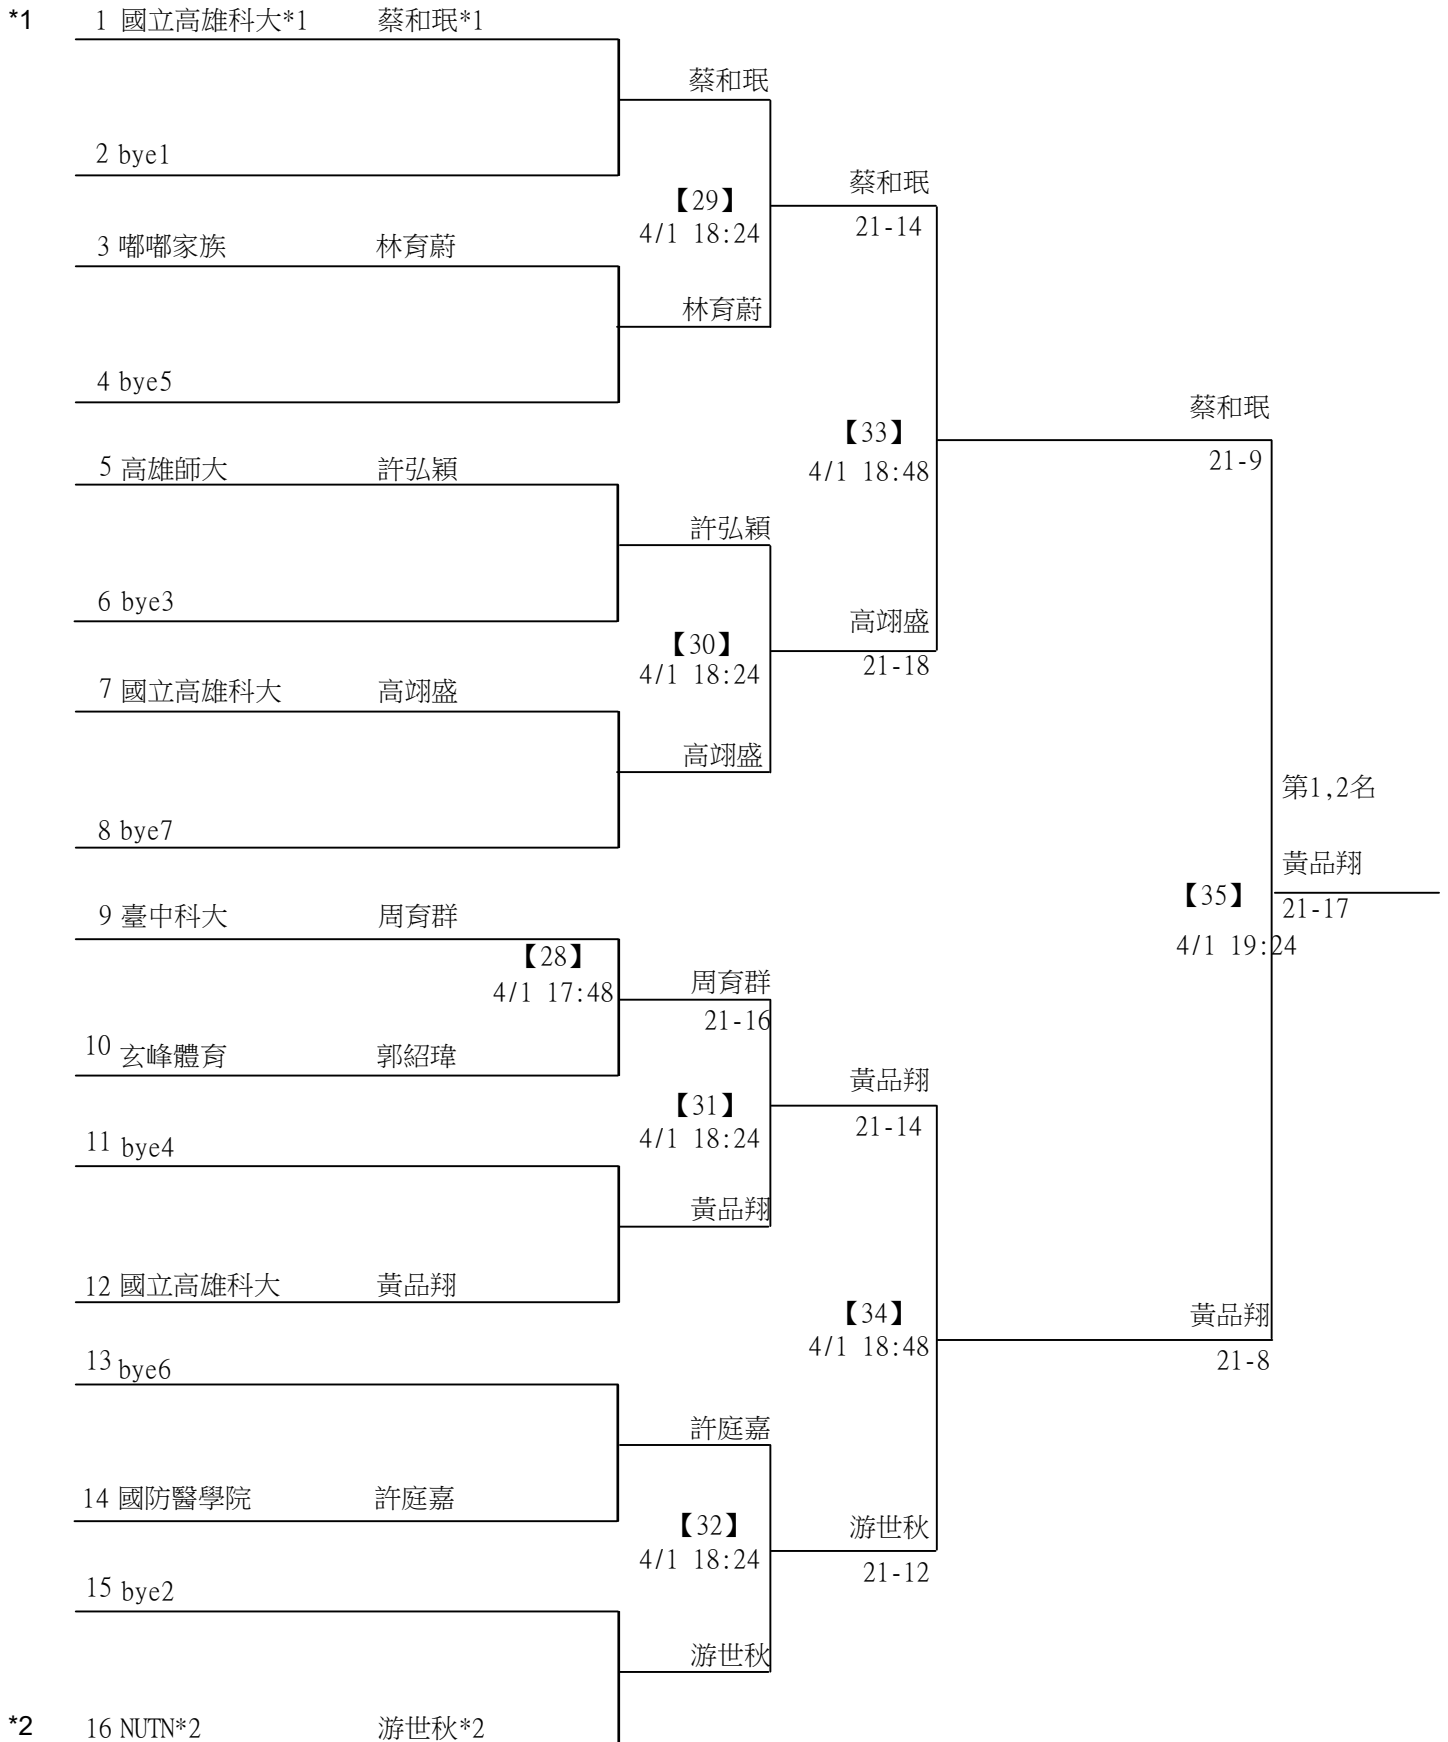 *1 1 國立高雄科大*1 蔡和珉*1
蔡和珉
2 bye1
蔡和珉
【29】
21-14
4/1 18:24
3 嘟嘟家族 林育蔚
林育蔚
4 bye5
蔡和珉
【33】
21-9
5 高雄師大 許弘穎
4/1 18:48
許弘穎
6 bye3
高翊盛
【30】
21-18
4/1 18:24
7 國立高雄科大 高翊盛
高翊盛
第1,2名
8 bye7
黃品翔
【35】
21-17
9 臺中科大 周育群
4/1 19:24
【28】
周育群
4/1 17:48
21-16
10 玄峰體育 郭紹瑋
黃品翔
【31】
21-14
4/1 18:24
11 bye4
黃品翔
12 國立高雄科大 黃品翔
【34】
黃品翔
4/1 18:48
21-8
13 bye6
許庭嘉
14 國防醫學院 許庭嘉
【32】
游世秋
4/1 18:24
21-12
15 bye2
游世秋
*2 16 NUTN*2 游世秋*2